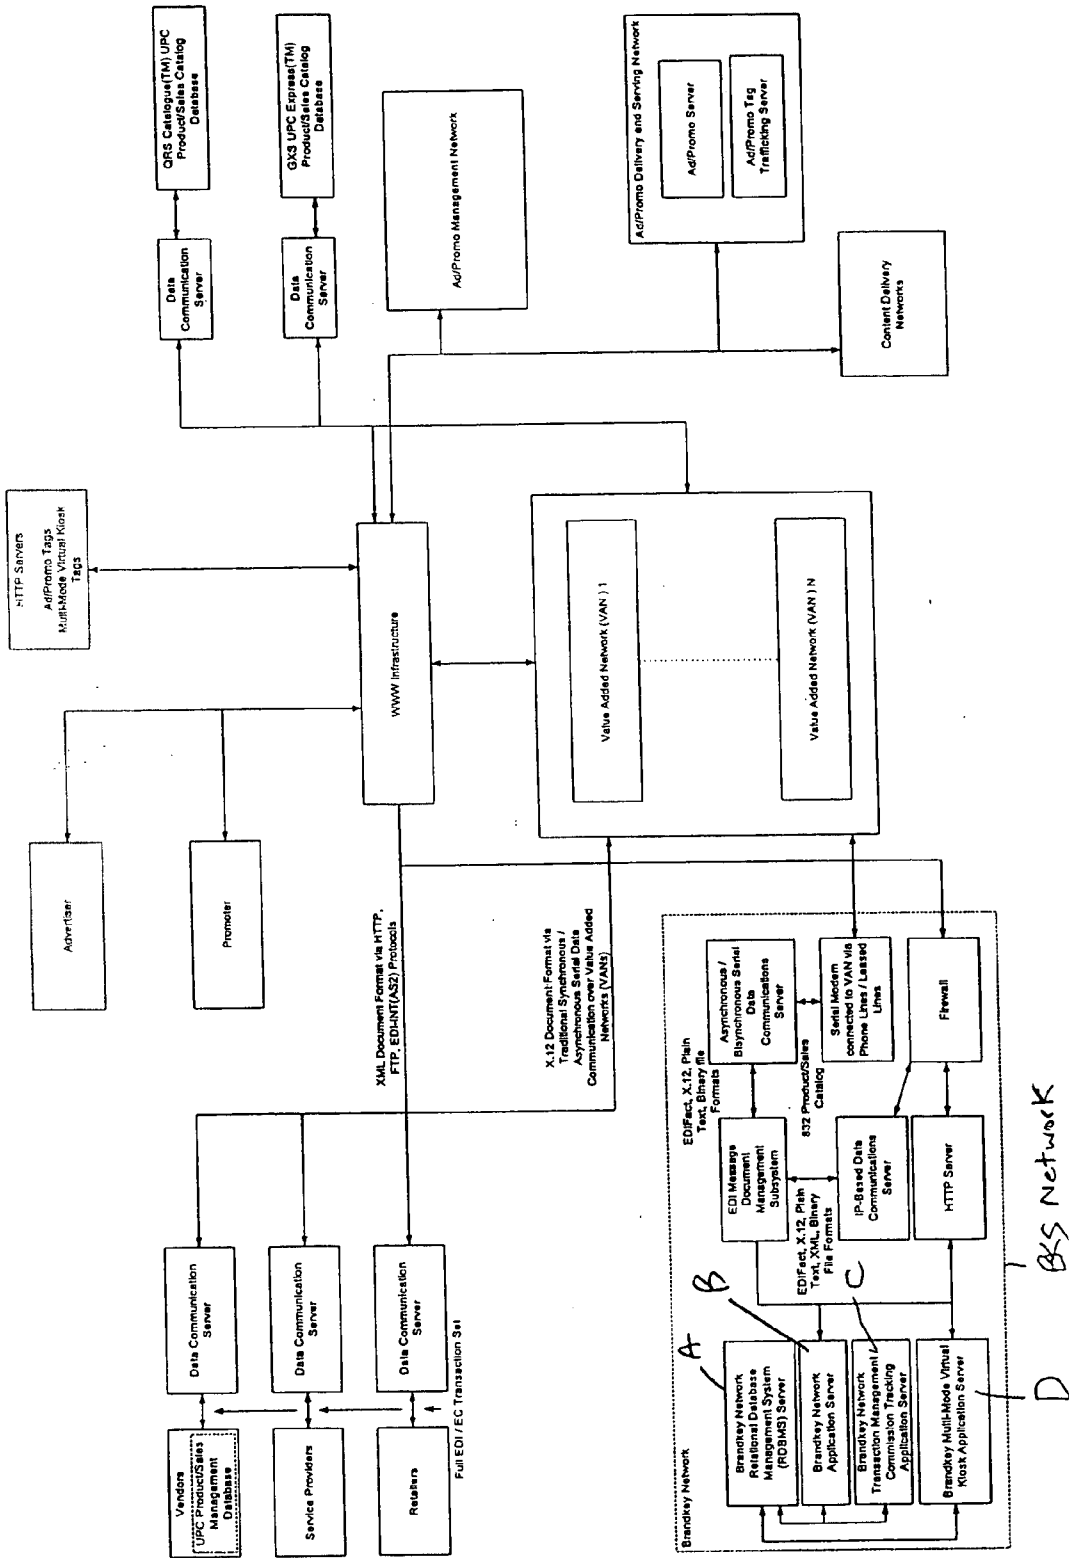 Vendors
UPC Product/Sales
Management
Database
Data Communication
Server
Service Providers
Data Communication
Server
Retailers
Data Communication
Server
Full EDI / EC Transaction Set
Advertiser
Promoter
XML Document Format via HTTP,
FTP, EDI-INT(AS2) Protocols
X.12 Document Format via
Traditional Synchronous /
Asynchronous Serial Data
Communication over Value Added
Networks (VANs)
HTTP Servers
Ad/Promo Tags
Multi-Mode Virtual Kiosk
Tags
WWW Infrastructure
Value Added Network (VAN ) 1
Value Added Network (VAN ) N
QRS Catalogue(TM) UPC
Product/Sales Catalog
Database
Data
Communication
Server
GXS UPC Express(TM)
Product/Sales Catalog
Database
Data
Communication
Server
Ad/Promo Management Network
Ad/Promo Delivery and Serving Network
Ad/Promo Server
Ad/Promo Tag
Trafficking Server
Content Delivery
Networks
Brandkey Network
A
Brandkey Network
Relational Database
Management System
(RDBMS) Server
B
Brandkey Network
Application Server
C
Brandkey Network
Transaction Management /
Commission Tracking
Application Server
Brandkey Multi-Mode Virtual
Kiosk Application Server
D
EDIFact, X.12, Plain
Text, Binary file
Formats
EDI Message
Document
Management
Subsystem
EDIFact, X.12, Plain
Text, XML, Binary
File Formats
Asynchronous /
Bisynchronous Serial
Data
Communications
Server
832 Product/Sales
Catalog
Serial Modem
connected to VAN via
Phone Lines / Leased
Lines
IP-Based Data
Communications
Server
HTTP Server
Firewall
BKS Network